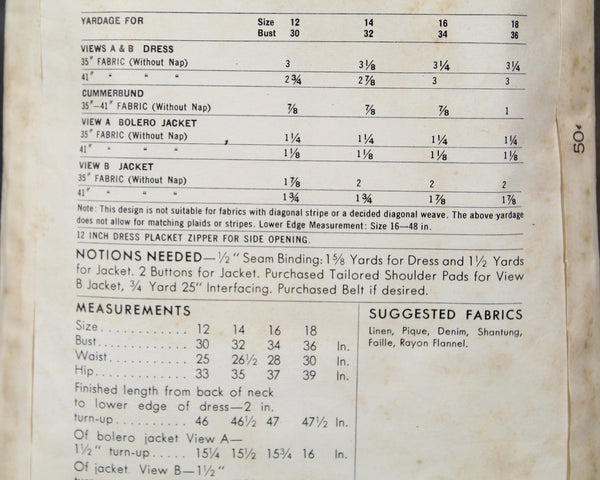 YARDAGE FOR Size 12 14 16 18
Bust 30 32 34 36
VIEWS A & B DRESS
35" FABRIC (Without Nap) 3 3⅛ 3¼ 3¼
41" " " " 2¾ 2⅞ 3 3
CUMMERBUND
35"—41" FABRIC (Without Nap) ⅞ ⅞ ⅞ 1
VIEW A BOLERO JACKET
35" FABRIC (Without Nap) 1¼ 1¼ 1¼ 1¼
41" " " " 1⅛ 1⅛ 1⅛ 1⅛
VIEW B JACKET
35" FABRIC (Without Nap) 1⅞ 2 2 2
41" " " " 1¾ 1¾ 1⅞ 1⅞
Note: This design is not suitable for fabrics with diagonal stripe or a decided diagonal weave. The above yardage
does not allow for matching plaids or stripes. Lower Edge Measurement: Size 16—48 in.
12 INCH DRESS PLACKET ZIPPER FOR SIDE OPENING.
NOTIONS NEEDED—½" Seam Binding: 1⅝ Yards for Dress and 1½ Yards
for Jacket. 2 Buttons for Jacket. Purchased Tailored Shoulder Pads for View
B Jacket, ¾ Yard 25" Interfacing. Purchased Belt if desired.
MEASUREMENTS
Size............ 12 14 16 18
Bust............ 30 32 34 36 In.
Waist........... 25 26½ 28 30 In.
Hip............. 33 35 37 39 In.
Finished length from back of neck
to lower edge of dress—2 in.
turn-up........ 46 46½ 47 47½ In.
Of bolero jacket View A—
1½" turn-up..... 15¼ 15½ 15¾ 16 In.
Of jacket View B—1½"
SUGGESTED FABRICS
Linen, Pique, Denim, Shantung,
Faille, Rayon Flannel.
50¢